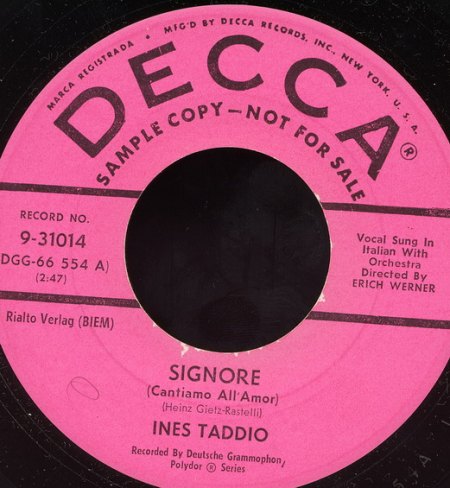 MARCA REGISTRADA • MF'G'D BY DECCA RECORDS, INC., NEW YORK, U. S. A.
DECCA®
SAMPLE COPY—NOT FOR SALE
RECORD NO.
9-31014
DGG-66 554 A)
(2:47)
Vocal Sung In
Italian With
Orchestra
Directed By
ERICH WERNER
Rialto Verlag (BIEM)
SIGNORE
(Cantiamo All'Amor)
(Heinz Gietz-Rastelli)
INES TADDIO
Recorded By Deutsche Grammophon,
Polydor ® Series